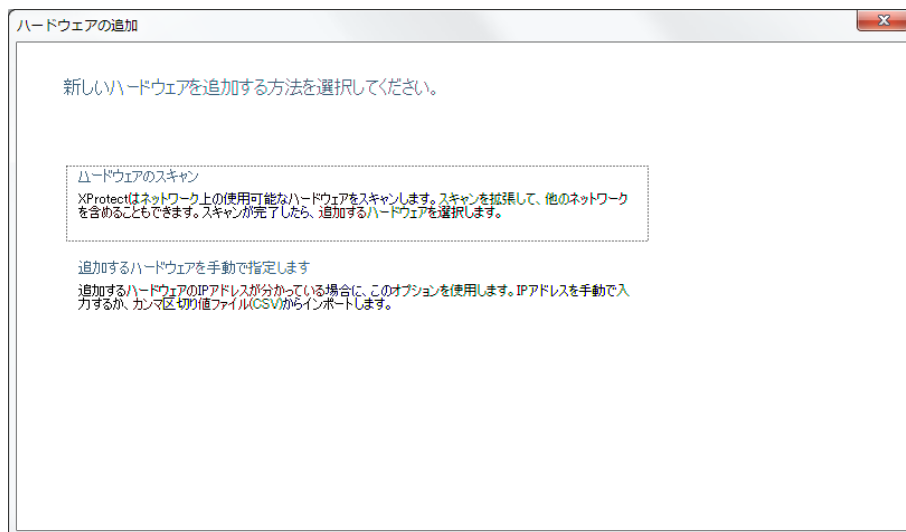 ハードウェアの追加
新しいハードウェアを追加する方法を選択してください。
ハードウェアのスキャン
XProtectはネットワーク上の使用可能なハードウェアをスキャンします。スキャンを拡張して、他のネットワーク
を含めることもできます。スキャンが完了したら、追加するハードウェアを選択します。
追加するハードウェアを手動で指定します
追加するハードウェアのIPアドレスが分かっている場合に、このオプションを使用します。IPアドレスを手動で入
力するか、カンマ区切り値ファイル(CSV)からインポートします。